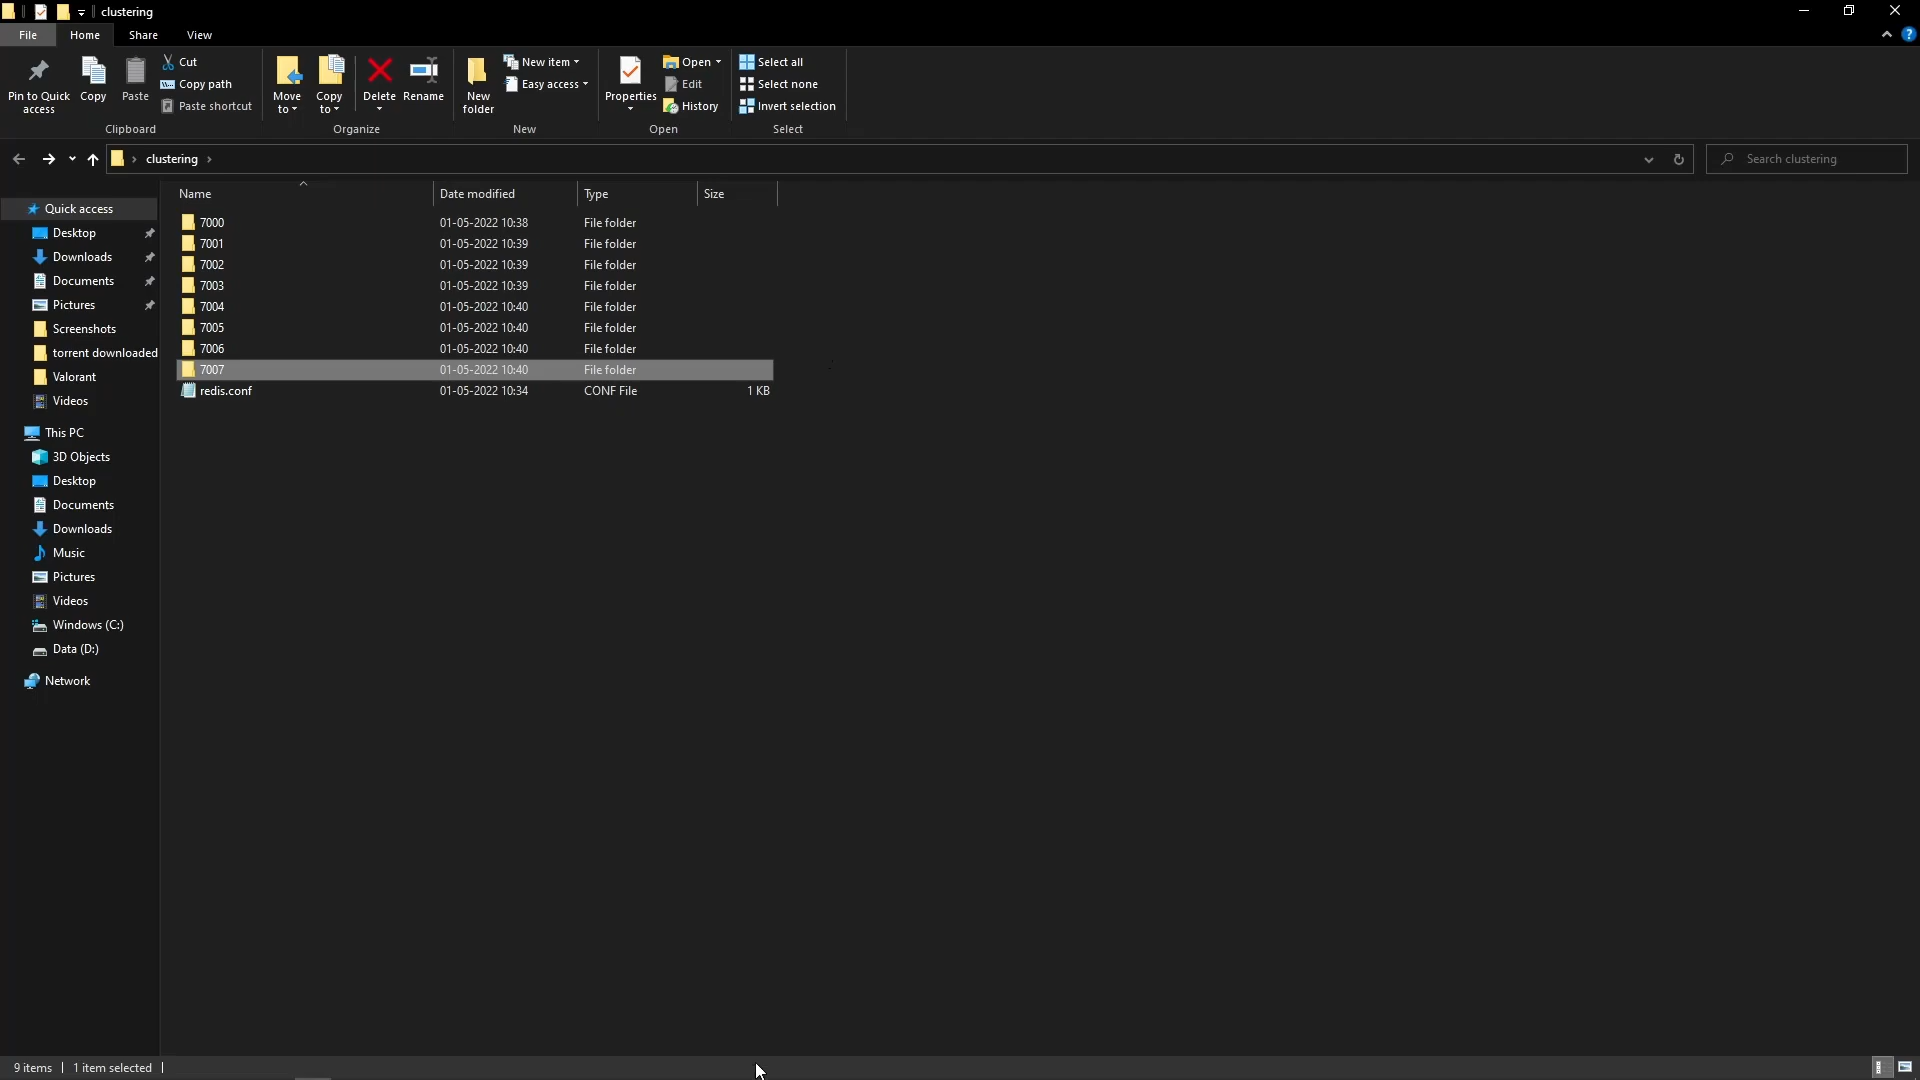 clustering
File Home Share View
Pin to Quick access
Copy
Paste
Cut
Copy path
Paste shortcut
Clipboard
Move to
Copy to
Delete
Rename
Organize
New folder
New item
Easy access
New
Properties
Open
Edit
History
Open
Select all
Select none
Invert selection
Select
clustering
Search clustering
Name Date modified Type Size
Quick access
Desktop
Downloads
Documents
Pictures
Screenshots
torrent downloaded
Valorant
Videos
This PC
3D Objects
Desktop
Documents
Downloads
Music
Pictures
Videos
Windows (C:)
Data (D:)
Network
7000 01-05-2022 10:38 File folder
7001 01-05-2022 10:39 File folder
7002 01-05-2022 10:39 File folder
7003 01-05-2022 10:39 File folder
7004 01-05-2022 10:40 File folder
7005 01-05-2022 10:40 File folder
7006 01-05-2022 10:40 File folder
7007 01-05-2022 10:40 File folder
redis.conf 01-05-2022 10:34 CONF File 1 KB
9 items 1 item selected